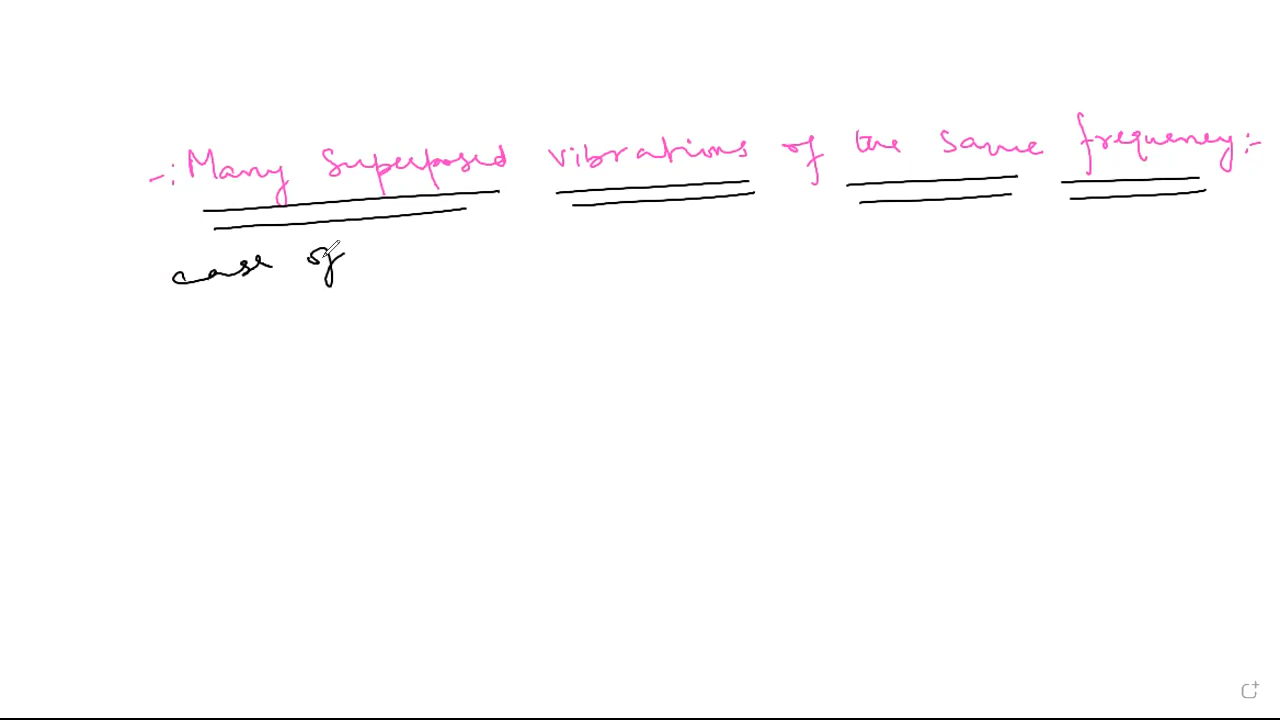 -: Many Superposed vibrations of the same frequency:-
case of